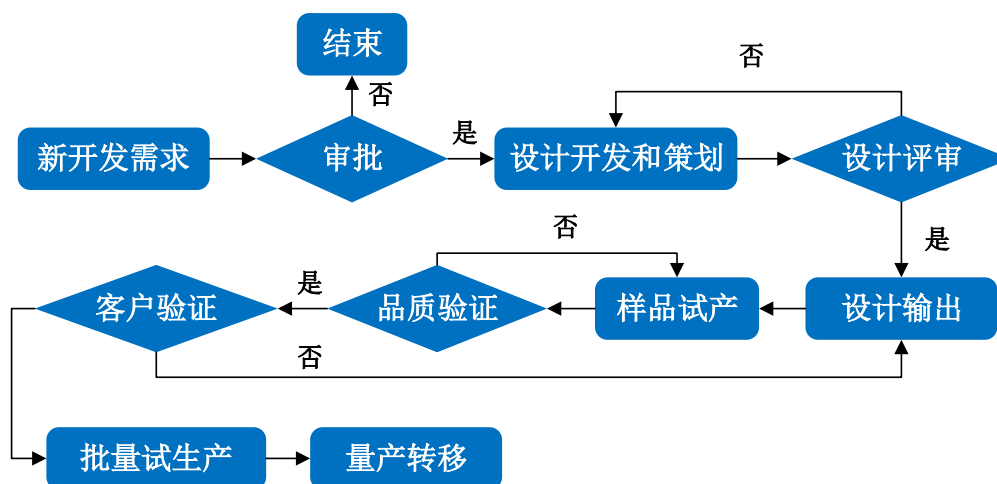 结束
否
否
新开发需求
审批
是
设计开发和策划
设计评审
否
是
客户验证
是
品质验证
样品试产
设计输出
否
批量试生产
量产转移